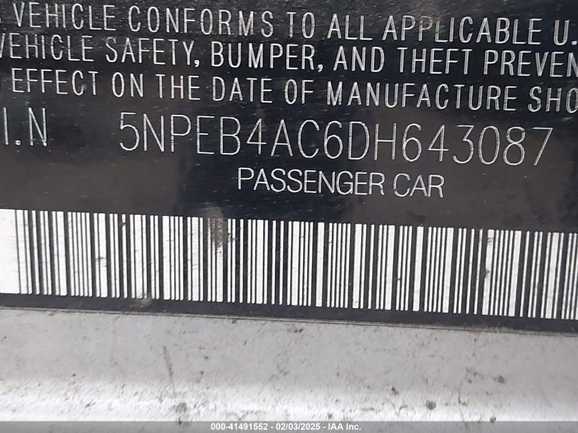 VEHICLE CONFORMS TO ALL APPLICABLE U.
VEHICLE SAFETY, BUMPER, AND THEFT PREVEN
EFFECT ON THE DATE OF MANUFACTURE SHO
I.N 5NPEB4AC6DH643087
PASSENGER CAR
000-41491552 - 02/03/2025 - IAA Inc.